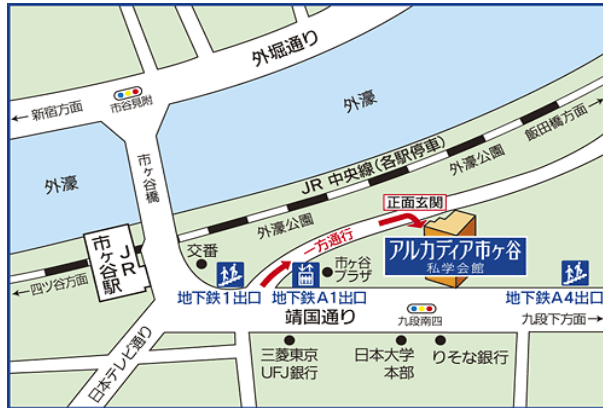 外堀通り
←新宿方面
市谷見附
外濠
飯田橋方面→
市ヶ谷橋
JR 中央線(各駅停車)
外濠公園
外濠
正面玄関
外濠公園
一方通行
アルカディア市ヶ谷
私学会館
JR
市ヶ谷駅
交番
市ヶ谷
プラザ
←四ツ谷方面
地下鉄1出口
地下鉄A1出口
地下鉄A4出口
靖国通り
九段南四
九段下方面→
日本テレビ通り
三菱東京
UFJ銀行
日本大学
本部
りそな銀行